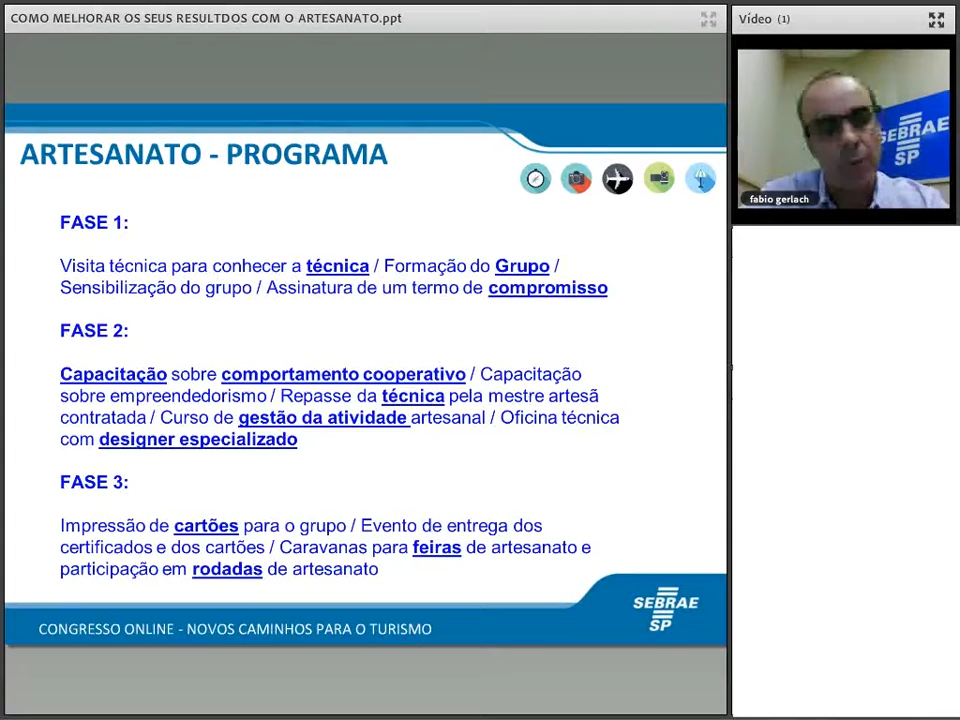 COMO MELHORAR OS SEUS RESULTDOS COM O ARTESANATO.ppt
Vídeo (1)
SEBRAE
SP
fabio gerlach
ARTESANATO - PROGRAMA
FASE 1:
Visita técnica para conhecer a técnica / Formação do Grupo /
Sensibilização do grupo / Assinatura de um termo de compromisso
FASE 2:
Capacitação sobre comportamento cooperativo / Capacitação
sobre empreendedorismo / Repasse da técnica pela mestre artesã
contratada / Curso de gestão da atividade artesanal / Oficina técnica
com designer especializado
FASE 3:
Impressão de cartões para o grupo / Evento de entrega dos
certificados e dos cartões / Caravanas para feiras de artesanato e
participação em rodadas de artesanato
SEBRAE
SP
CONGRESSO ONLINE - NOVOS CAMINHOS PARA O TURISMO